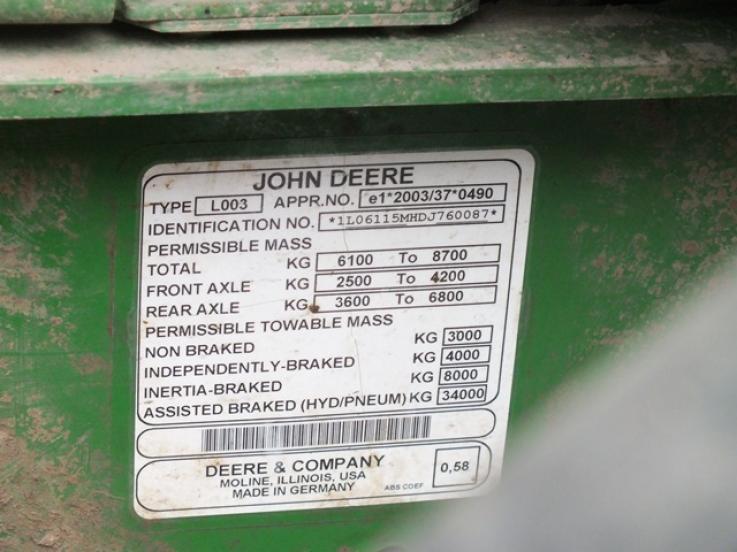 JOHN DEERE
TYPE L003 APPR.NO. e1*2003/37*0490
IDENTIFICATION NO. *1L06115MHDJ760087*
PERMISSIBLE MASS
TOTAL KG 6100 To 8700
FRONT AXLE KG 2500 To 4200
REAR AXLE KG 3600 To 6800
PERMISSIBLE TOWABLE MASS
NON BRAKED KG 3000
INDEPENDENTLY-BRAKED KG 4000
INERTIA-BRAKED KG 8000
ASSISTED BRAKED (HYD/PNEUM) KG 34000
DEERE & COMPANY
MOLINE, ILLINOIS, USA
MADE IN GERMANY
ABS CDEF
0,58